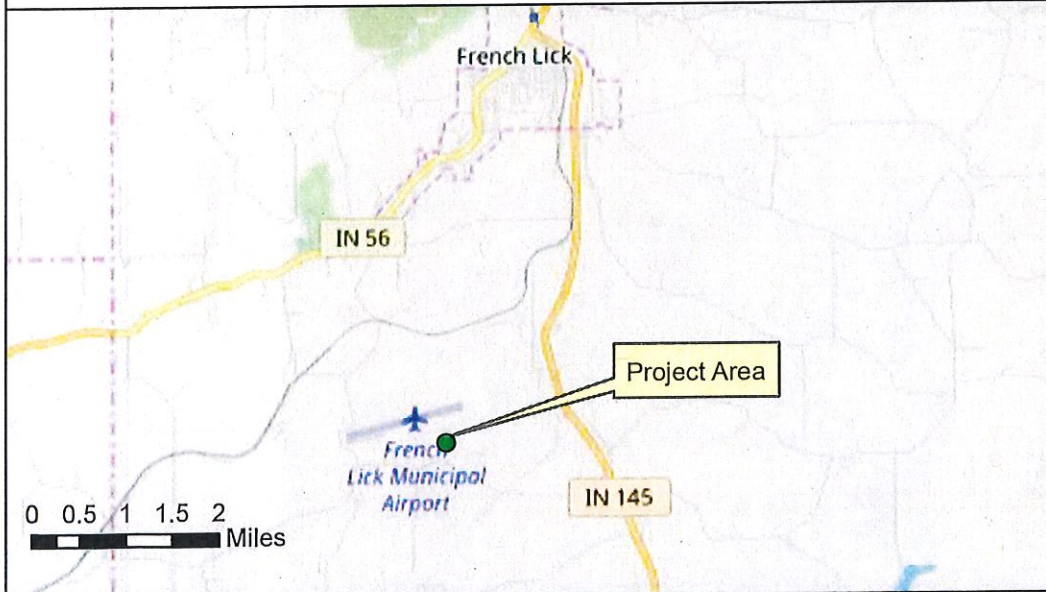 French Lick
IN 56
Project Area
French
Lick Municipol
Airport
IN 145
0 0.5 1 1.5 2
Miles